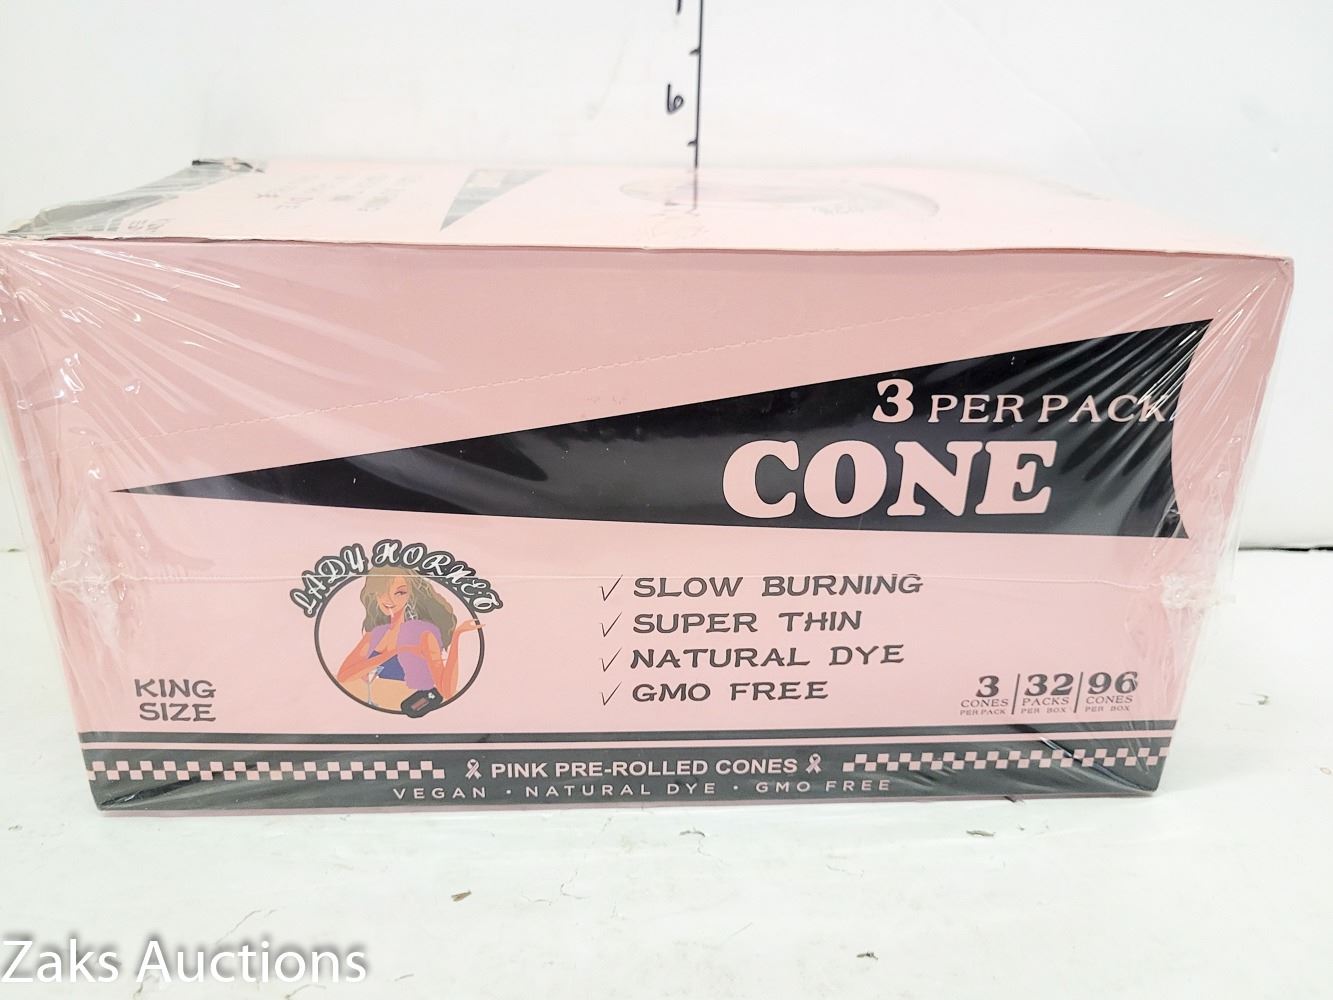 6
3 PER PACK
CONE
LADY HORNET
✓ SLOW BURNING
✓ SUPER THIN
✓ NATURAL DYE
✓ GMO FREE
KING
SIZE
3 | 32 | 96
CONES | PACKS | CONES
PER PACK | PER BOX | PER BOX
PINK PRE-ROLLED CONES
VEGAN · NATURAL DYE · GMO FREE
Zaks Auctions